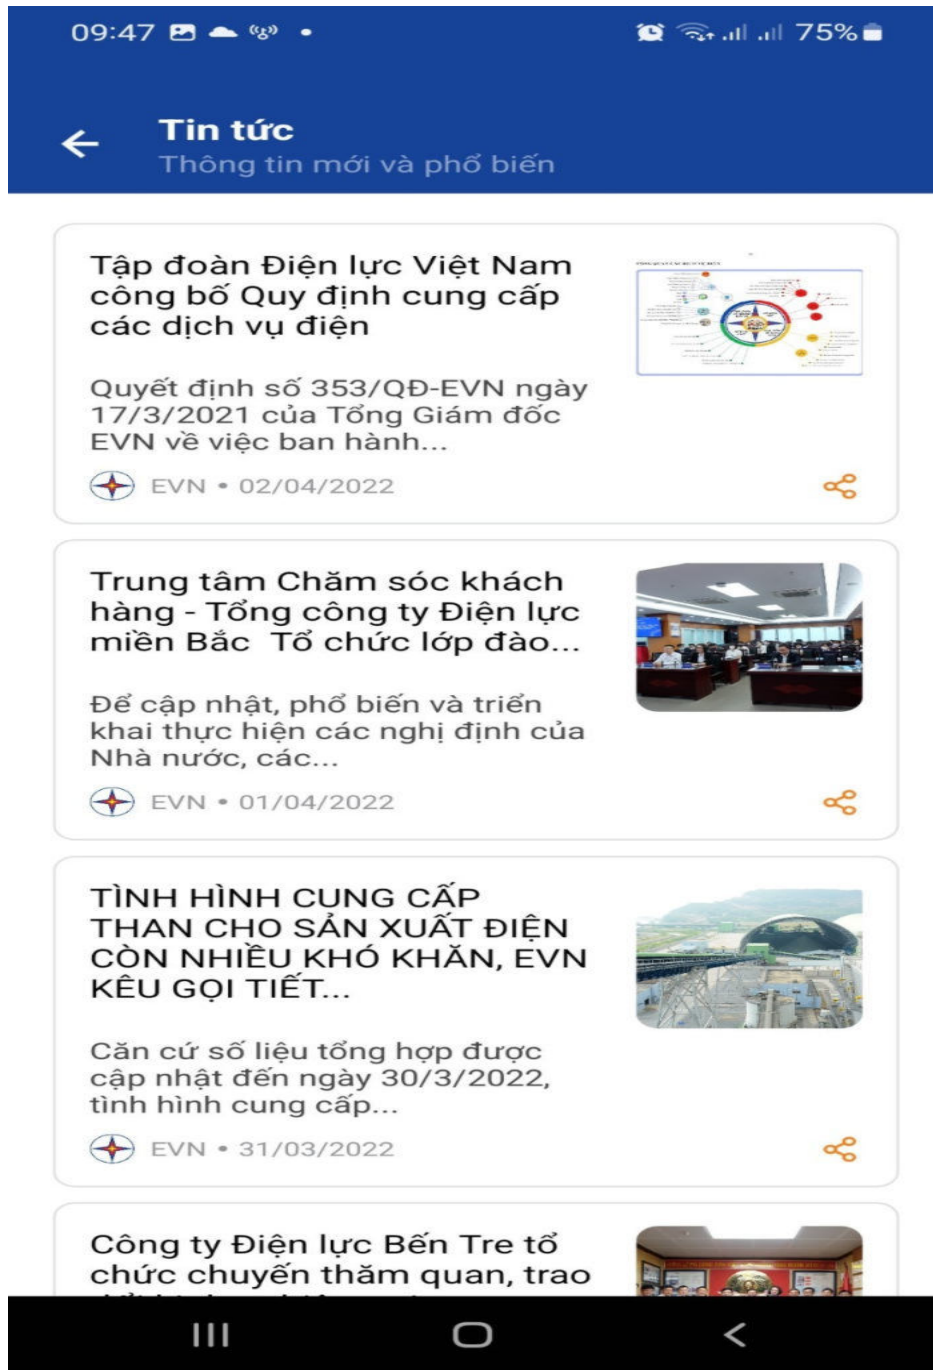 09:47
75%
Tin tức
Thông tin mới và phổ biến
Tập đoàn Điện lực Việt Nam
công bố Quy định cung cấp
các dịch vụ điện
Quyết định số 353/QĐ-EVN ngày
17/3/2021 của Tổng Giám đốc
EVN về việc ban hành...
EVN • 02/04/2022
Trung tâm Chăm sóc khách
hàng - Tổng công ty Điện lực
miền Bắc Tổ chức lớp đào...
Để cập nhật, phổ biến và triển
khai thực hiện các nghị định của
Nhà nước, các...
EVN • 01/04/2022
TÌNH HÌNH CUNG CẤP
THAN CHO SẢN XUẤT ĐIỆN
CÒN NHIỀU KHÓ KHĂN, EVN
KÊU GỌI TIẾT...
Căn cứ số liệu tổng hợp được
cập nhật đến ngày 30/3/2022,
tình hình cung cấp...
EVN • 31/03/2022
Công ty Điện lực Bến Tre tổ
chức chuyến thăm quan, trao